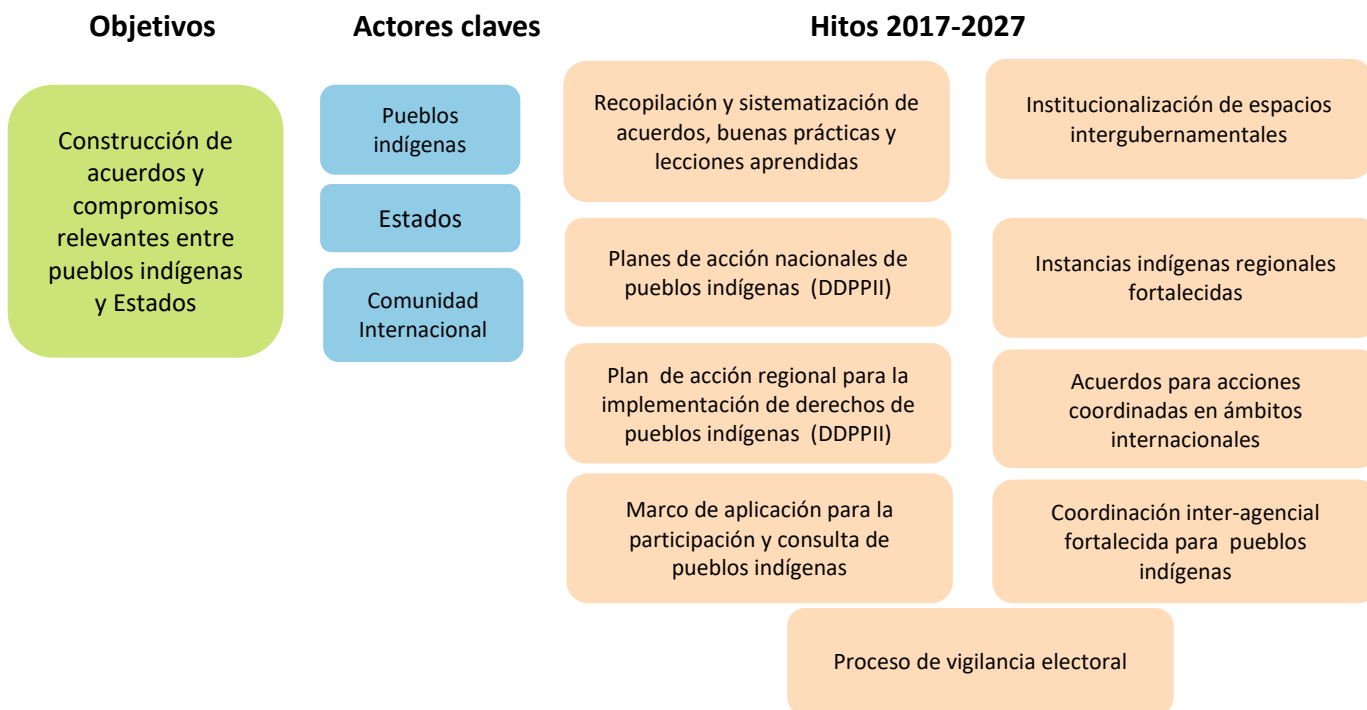 Objetivos
Actores claves
Hitos 2017-2027
Construcción de
acuerdos y
compromisos
relevantes entre
pueblos indígenas
y Estados
Pueblos
indígenas
Estados
Comunidad
Internacional
Recopilación y sistematización de
acuerdos, buenas prácticas y
lecciones aprendidas
Institucionalización de espacios
intergubernamentales
Planes de acción nacionales de
pueblos indígenas (DDPPII)
Instancias indígenas regionales
fortalecidas
Plan de acción regional para la
implementación de derechos de
pueblos indígenas (DDPPII)
Acuerdos para acciones
coordinadas en ámbitos
internacionales
Marco de aplicación para la
participación y consulta de
pueblos indígenas
Coordinación inter-agencial
fortalecida para pueblos
indígenas
Proceso de vigilancia electoral